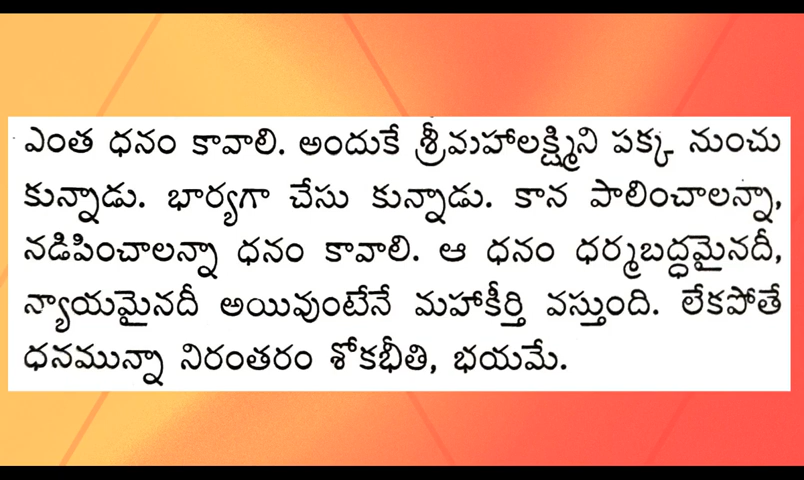 ఎంత ధనం కావాలి. అందుకే శ్రీమహాలక్ష్మిని పక్క నుంచు
కున్నాడు. భార్యగా చేసు కున్నాడు. కాన పాలించాలన్నా,
నడిపించాలన్నా ధనం కావాలి. ఆ ధనం ధర్మబద్ధమైనదీ,
న్యాయమైనదీ అయివుంటేనే మహాకీర్తి వస్తుంది. లేకపోతే
ధనమున్నా నిరంతరం శోకభీతి, భయమే.